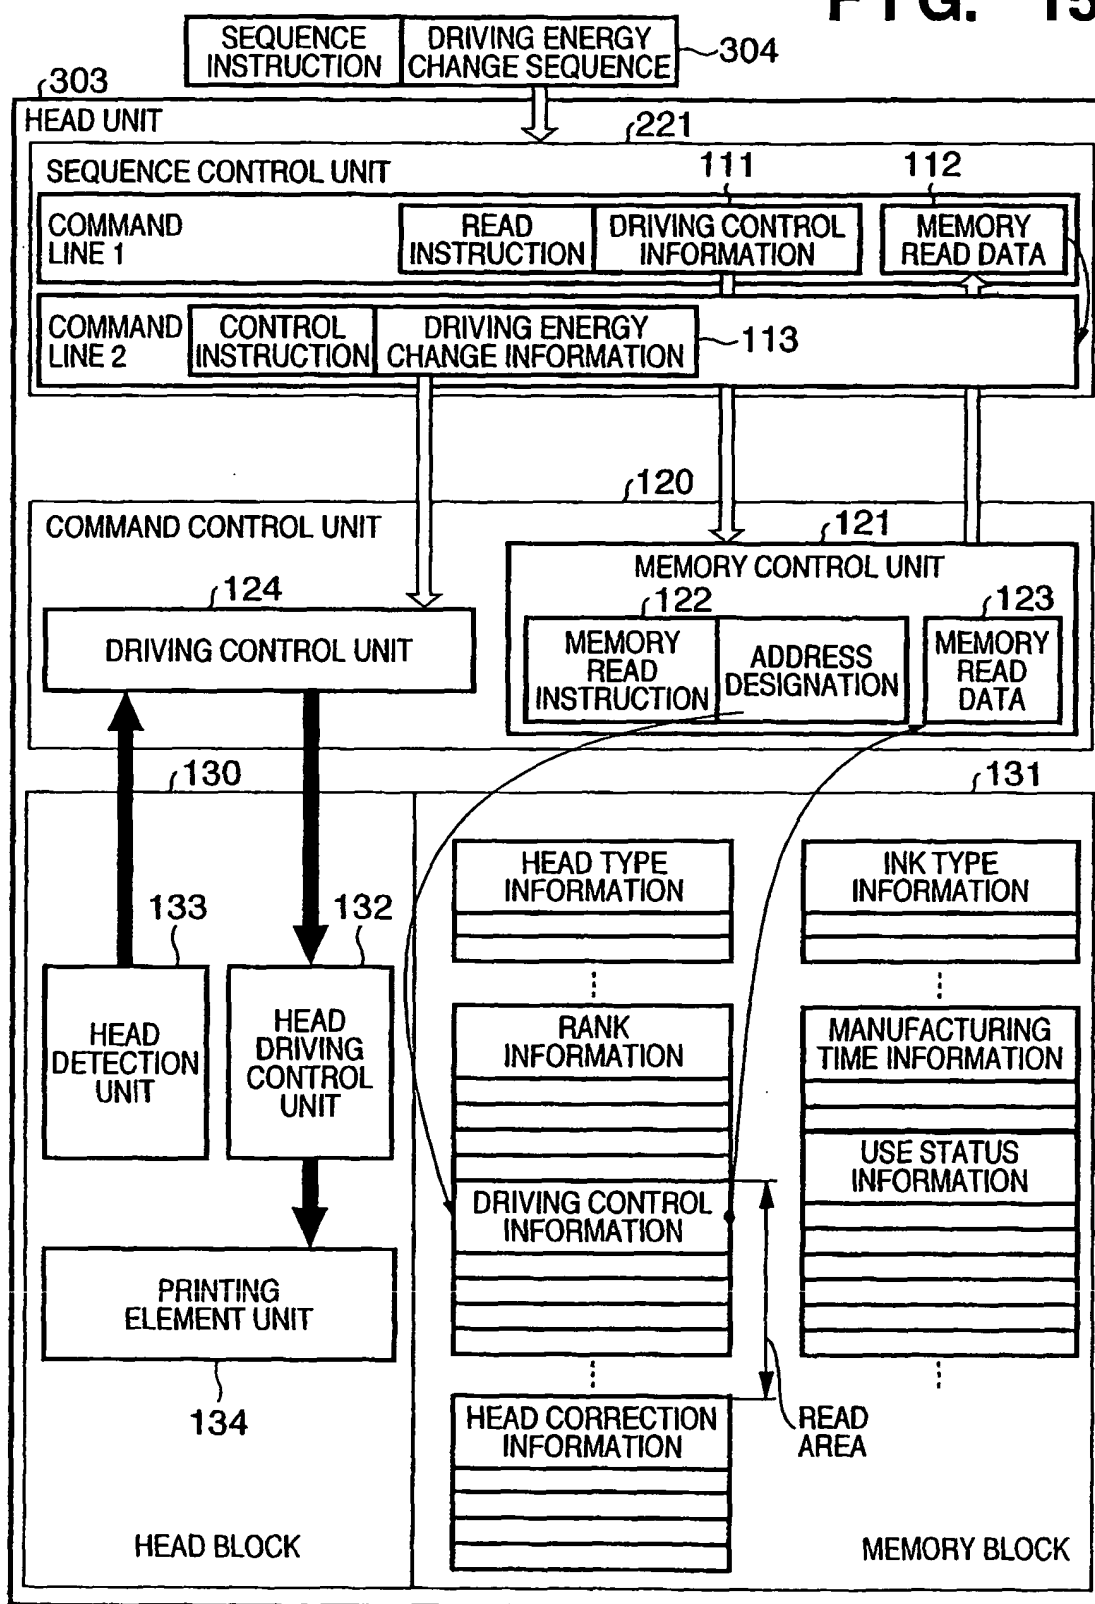 FIG. 15
SEQUENCE
INSTRUCTION
DRIVING ENERGY
CHANGE SEQUENCE
304
303
HEAD UNIT
221
SEQUENCE CONTROL UNIT
111
112
COMMAND
LINE 1
READ
INSTRUCTION
DRIVING CONTROL
INFORMATION
MEMORY
READ DATA
COMMAND
LINE 2
CONTROL
INSTRUCTION
DRIVING ENERGY
CHANGE INFORMATION
113
120
COMMAND CONTROL UNIT
121
MEMORY CONTROL UNIT
124
DRIVING CONTROL UNIT
122
123
MEMORY
READ
INSTRUCTION
ADDRESS
DESIGNATION
MEMORY
READ
DATA
130
131
HEAD TYPE
INFORMATION
INK TYPE
INFORMATION
133
132
HEAD
DETECTION
UNIT
HEAD
DRIVING
CONTROL
UNIT
RANK
INFORMATION
MANUFACTURING
TIME INFORMATION
USE STATUS
INFORMATION
DRIVING CONTROL
INFORMATION
PRINTING
ELEMENT UNIT
134
HEAD CORRECTION
INFORMATION
READ
AREA
HEAD BLOCK
MEMORY BLOCK